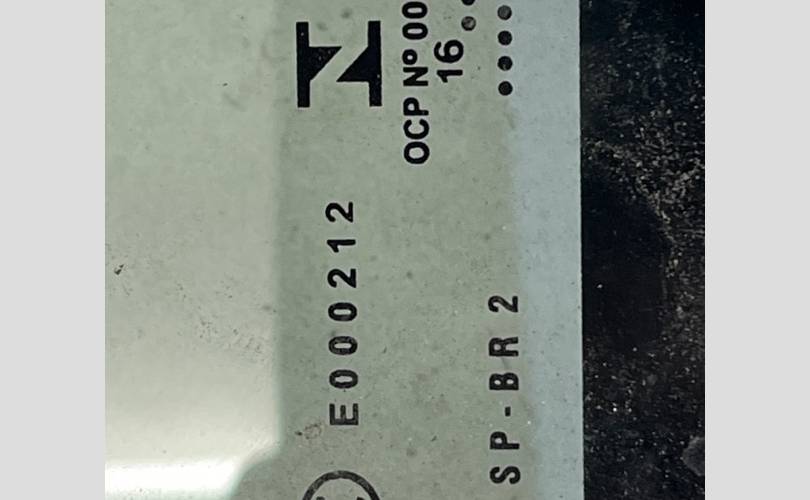 E000212
OCP Nº 00
16
SP-BR 2